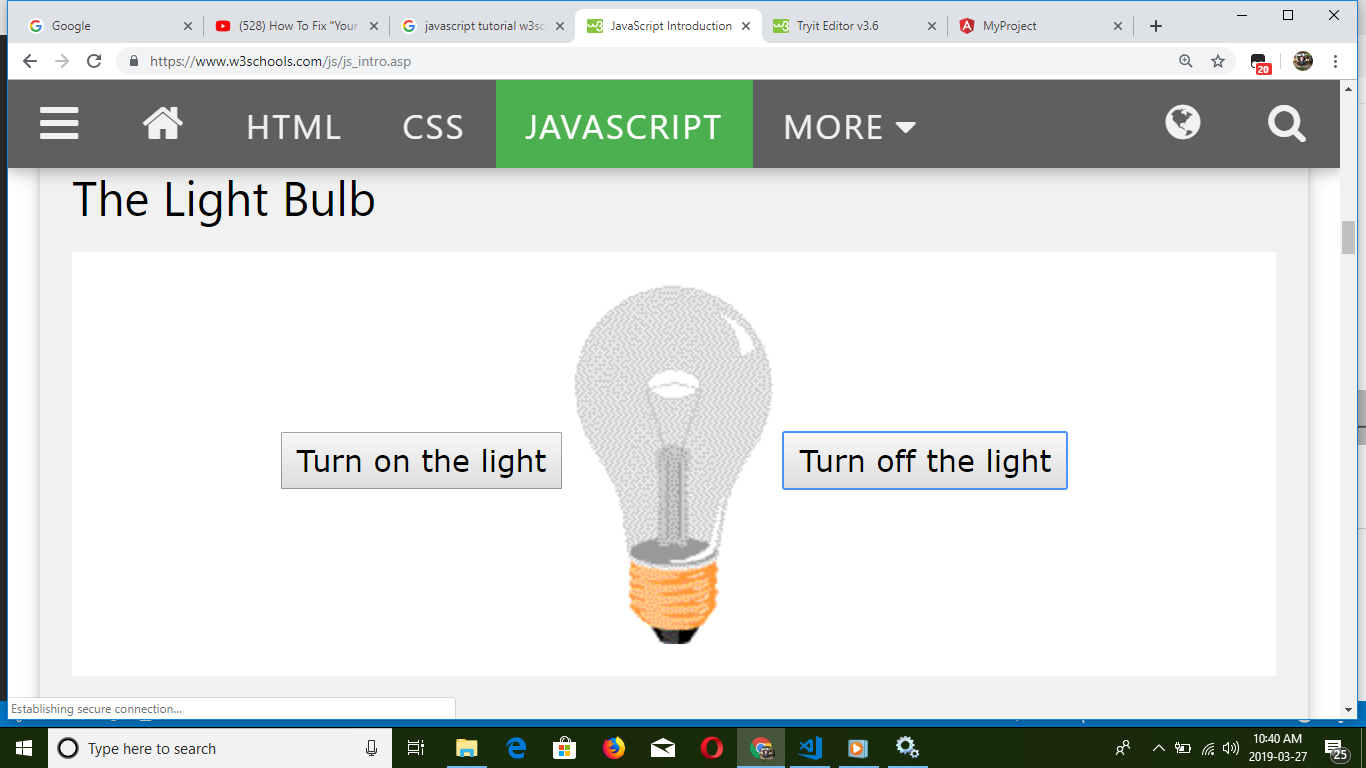 Google
(528) How To Fix "Your
javascript tutorial w3sc
JavaScript Introduction
Tryit Editor v3.6
MyProject
https://www.w3schools.com/js/js_intro.asp
20
HTML
CSS
JAVASCRIPT
MORE
The Light Bulb
Turn on the light
Turn off the light
Establishing secure connection...
Type here to search
10:40 AM
2019-03-27
25